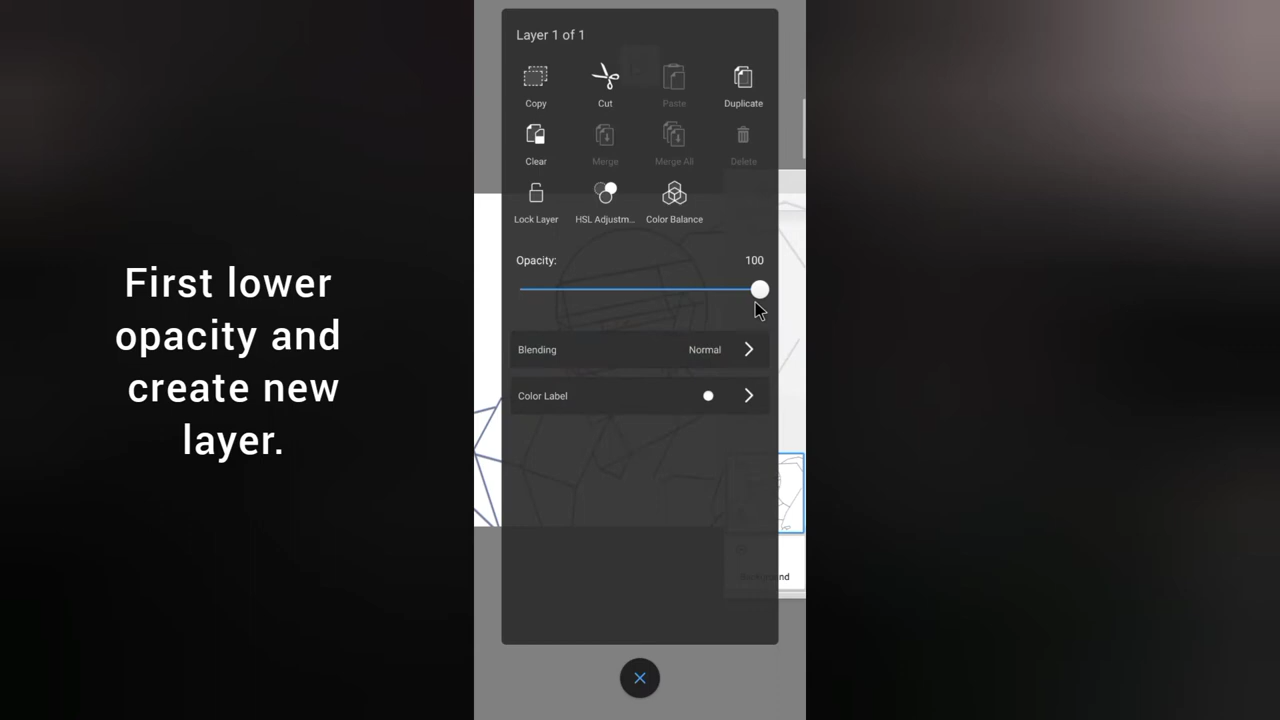 First lower
opacity and
create new
layer.
Layer 1 of 1
Copy
Cut
Paste
Duplicate
Clear
Merge
Merge All
Delete
Lock Layer
HSL Adjustm...
Color Balance
Opacity:
100
Blending
Normal
Color Label
Background